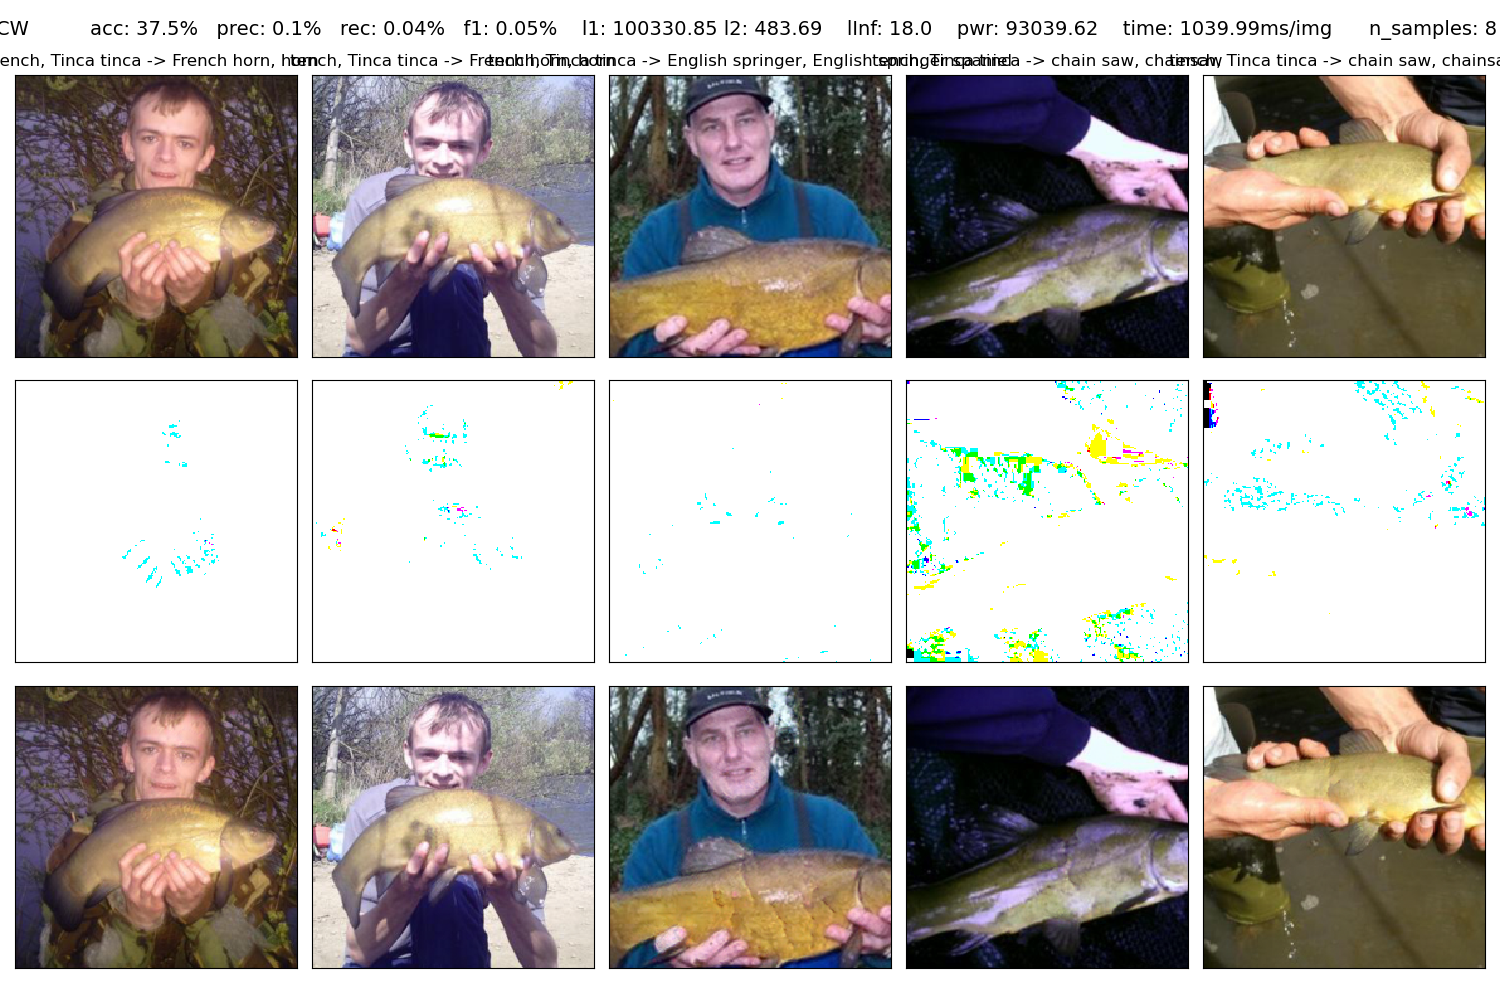 CW acc: 37.5% prec: 0.1% rec: 0.04% f1: 0.05% l1: 100330.85 l2: 483.69 lInf: 18.0 pwr: 93039.62 time: 1039.99ms/img n_samples: 8
ench, Tinca tinca -> French horn, horn tench, Tinca tinca -> French horn, horn tench, Tinca tinca -> English springer, English springer spaniel tench, Tinca tinca -> chain saw, chainsaw tench, Tinca tinca -> chain saw, chainsa